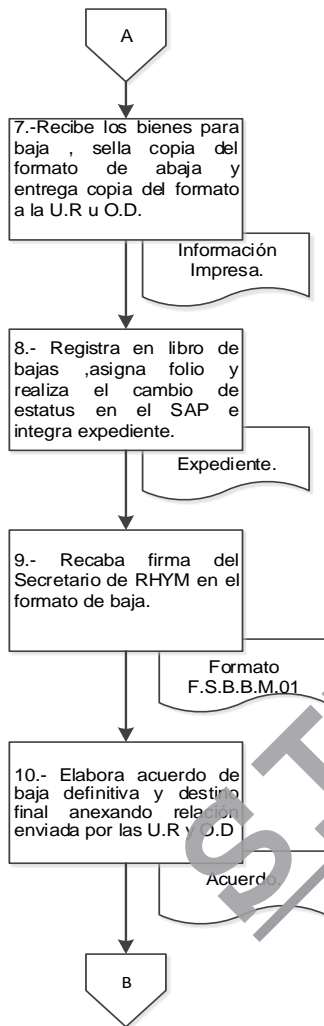 A
7.-Recibe los bienes para
baja , sella copia del
formato de abaja y
entrega copia del formato
a la U.R u O.D.
Información
Impresa.
8.- Registra en libro de
bajas ,asigna folio y
realiza el cambio de
estatus en el SAP e
integra expediente.
Expediente.
9.- Recaba firma del
Secretario de RHYM en el
formato de baja.
Formato
F.S.B.B.M.01
10.- Elabora acuerdo de
baja definitiva y destino
final anexando relación
enviada por las U.R y O.D
Acuerdo.
ST
B